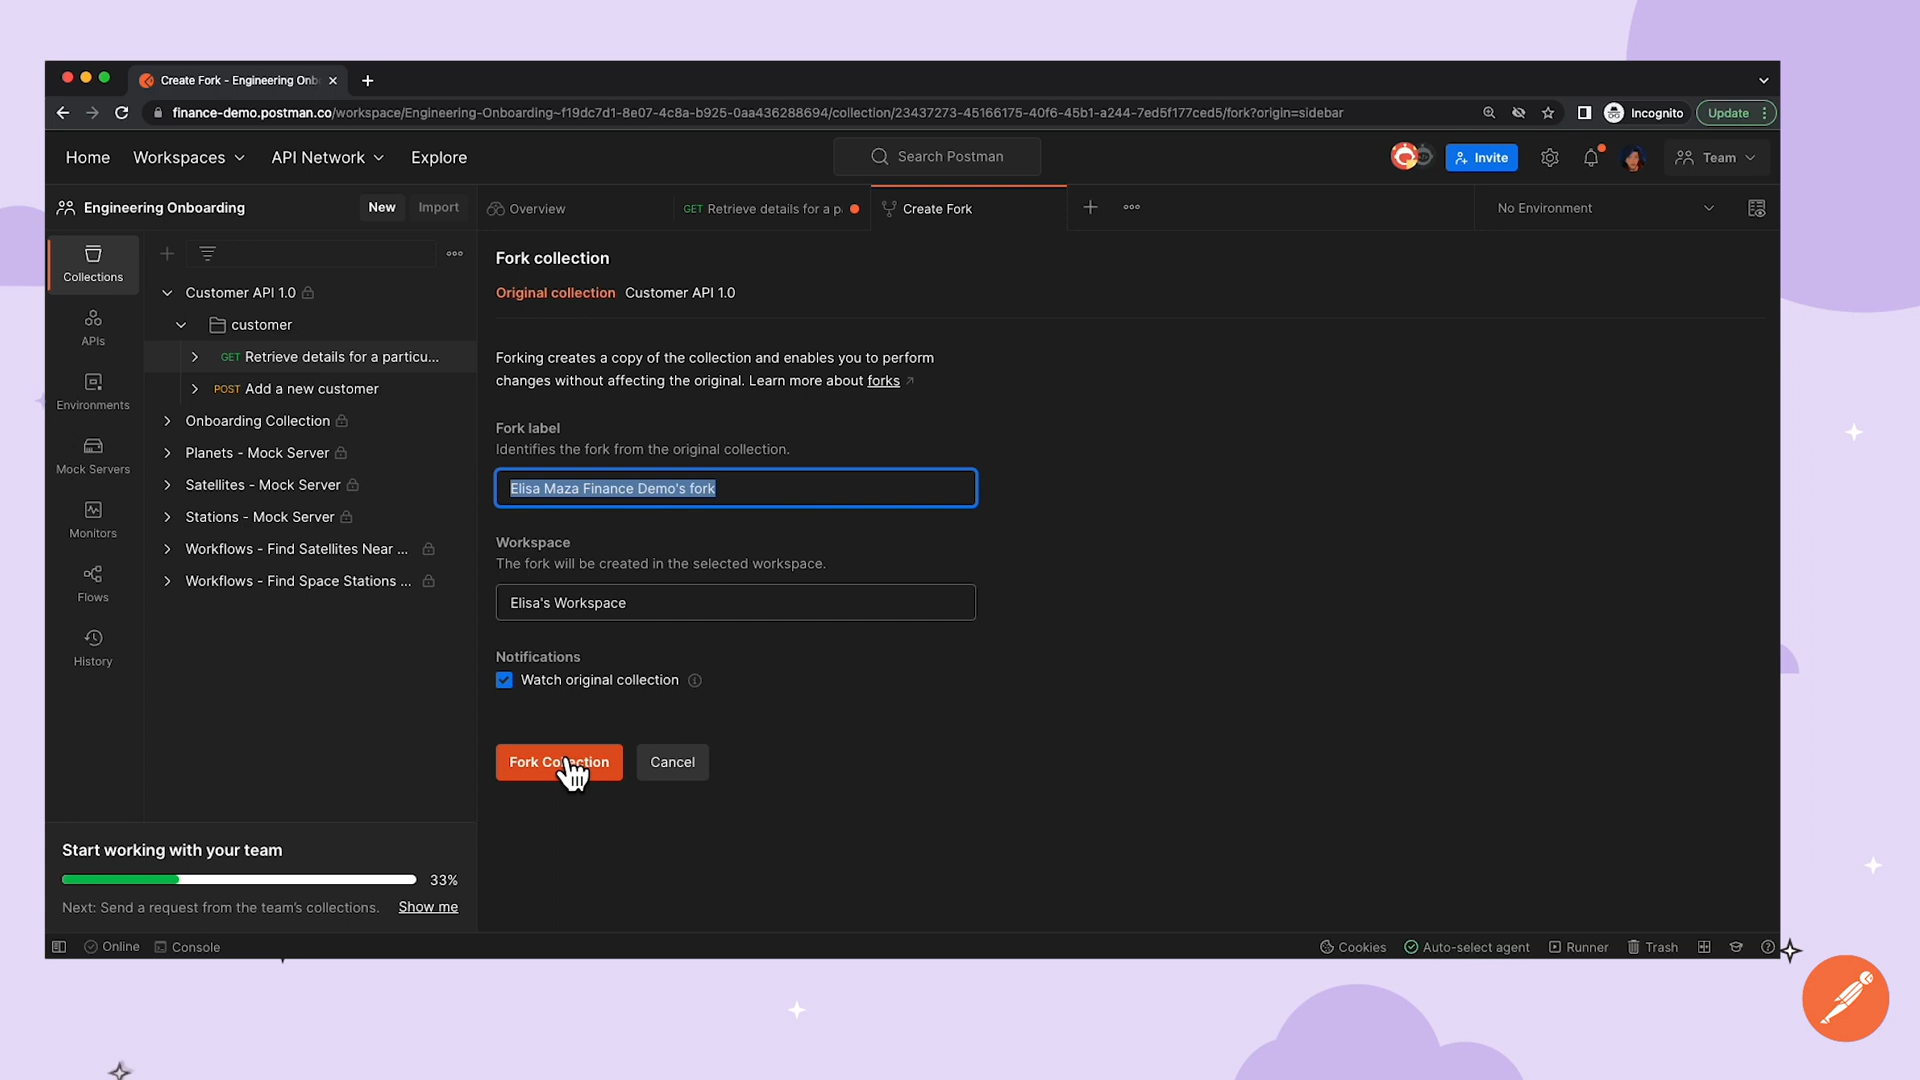 Create Fork - Engineering Onb
finance-demo.postman.co/workspace/Engineering-Onboarding~f19dc7d1-8e07-4c8a-b925-0aa436288694/collection/23437273-45166175-40f6-45b1-a244-7ed5f177ced5/fork?origin=sidebar
Incognito
Update
Home
Workspaces
API Network
Explore
Search Postman
Invite
Team
Engineering Onboarding
New
Import
Overview
GET Retrieve details for a p
Create Fork
No Environment
Collections
APIs
Environments
Mock Servers
Monitors
Flows
History
Customer API 1.0
customer
GET Retrieve details for a particu...
POST Add a new customer
Onboarding Collection
Planets - Mock Server
Satellites - Mock Server
Stations - Mock Server
Workflows - Find Satellites Near ...
Workflows - Find Space Stations ...
Fork collection
Original collection Customer API 1.0
Forking creates a copy of the collection and enables you to perform
changes without affecting the original. Learn more about forks
Fork label
Identifies the fork from the original collection.
Elisa Maza Finance Demo's fork
Workspace
The fork will be created in the selected workspace.
Elisa's Workspace
Notifications
Watch original collection
Fork Collection
Cancel
Start working with your team
33%
Next: Send a request from the team's collections.
Show me
Online
Console
Cookies
Auto-select agent
Runner
Trash